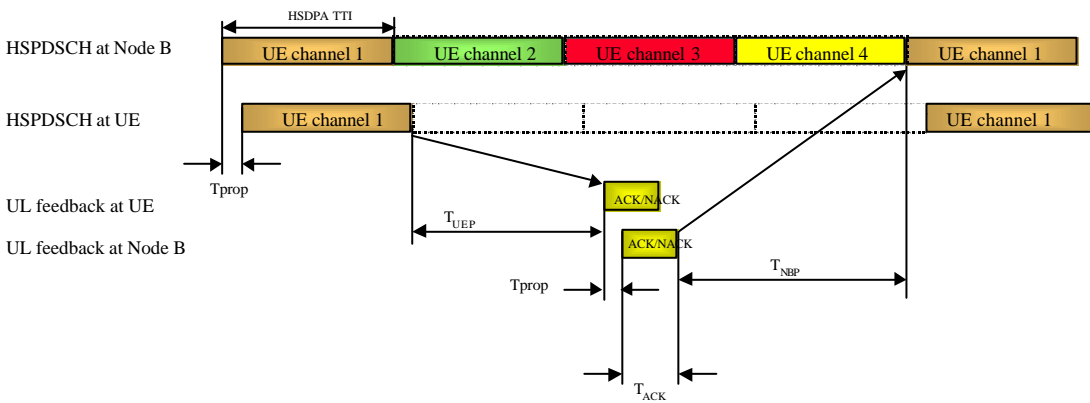 HSDPA TTI
HSPDSCH at Node B
UE channel 1
UE channel 2
UE channel 3
UE channel 4
UE channel 1
HSPDSCH at UE
UE channel 1
UE channel 1
Tprop
UL feedback at UE
ACK/NACK
TUEP
UL feedback at Node B
ACK/NACK
TNBP
Tprop
TACK